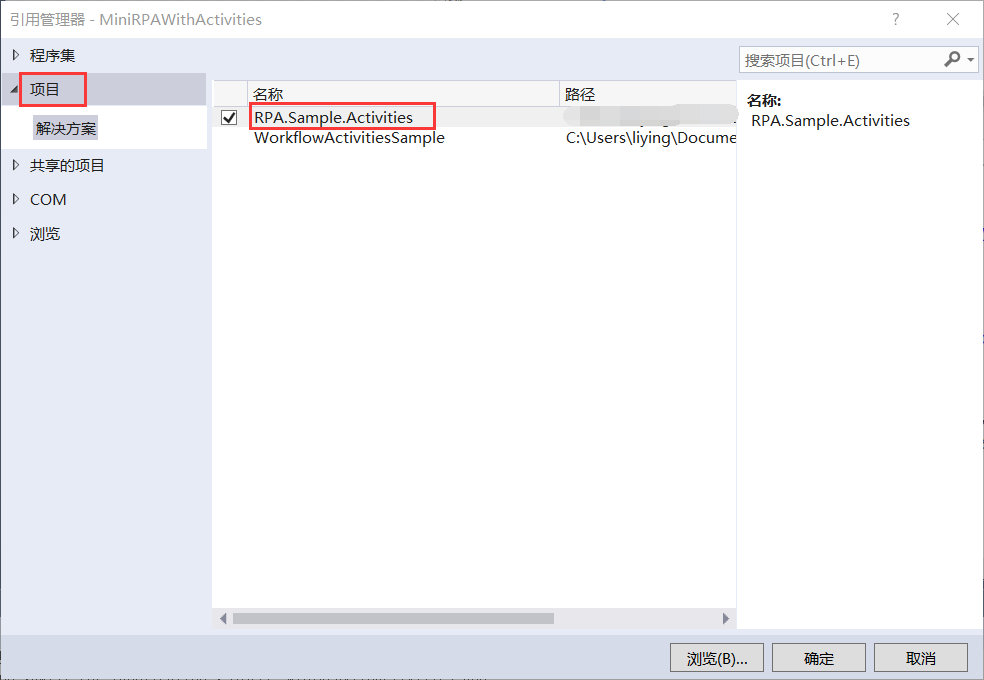 引用管理器 - MiniRPAWithActivities
?
程序集
项目
解决方案
共享的项目
COM
浏览
名称
路径
RPA.Sample.Activities
WorkflowActivitiesSample
C:\Users\liying\Docume
搜索项目(Ctrl+E)
名称:
RPA.Sample.Activities
浏览(B)...
确定
取消